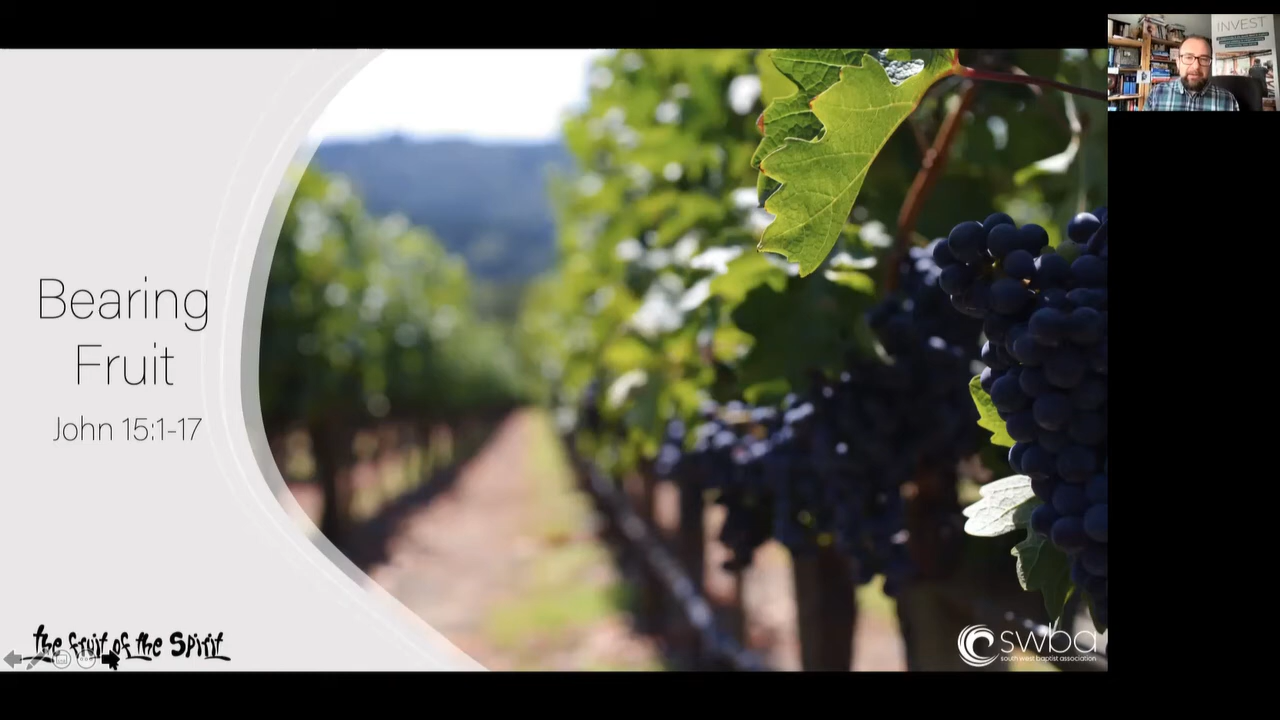 Bearing
Fruit
John 15:1-17
the fruit of the Spirit
swba
south west baptist association
INVEST